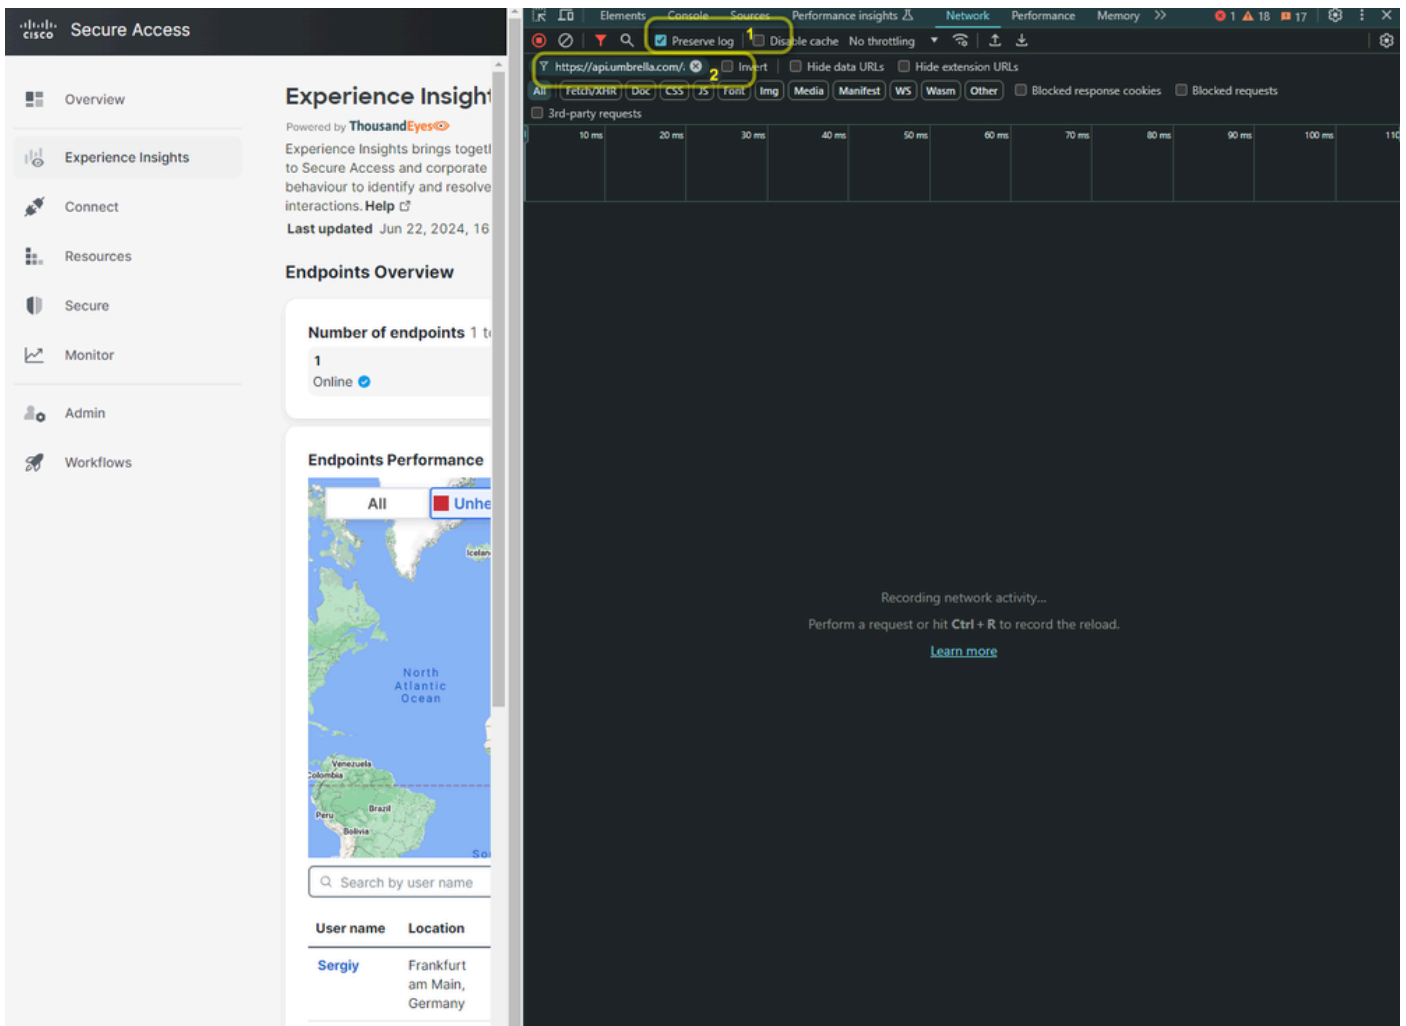 cisco Secure Access
Overview
Experience Insights
Connect
Resources
Secure
Monitor
Admin
Workflows
Experience Insight
Powered by ThousandEyes
Experience Insights brings togetl
to Secure Access and corporate
behaviour to identify and resolve
interactions. Help
Last updated Jun 22, 2024, 16
Endpoints Overview
Number of endpoints 1 to
1
Online
Endpoints Performance
All Unhe
Icelan
North
Atlantic
Ocean
Venezuela
Colombia
Brazil
Peru
Bolivia
So
Search by user name
User name Location
Sergiy Frankfurt
am Main,
Germany
Elements Console Sources Performance insights Network Performance Memory 1 18 17
Preserve log 1 Disable cache No throttling
https://api.umbrella.com/. 2 Invert Hide data URLs Hide extension URLs
All Fetch/XHR Doc CSS JS Font Img Media Manifest WS Wasm Other Blocked response cookies Blocked requests
3rd-party requests
10 ms 20 ms 30 ms 40 ms 50 ms 60 ms 70 ms 80 ms 90 ms 100 ms 110
Recording network activity...
Perform a request or hit Ctrl + R to record the reload.
Learn more